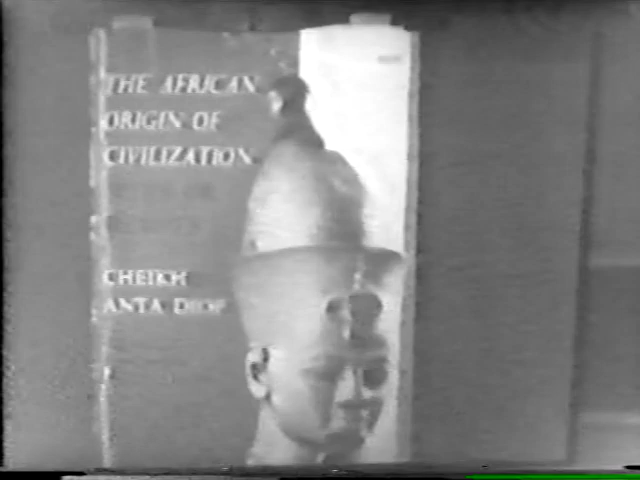 THE AFRICAN
ORIGIN OF
CIVILIZATION
CHEIKH
ANTA DIOP